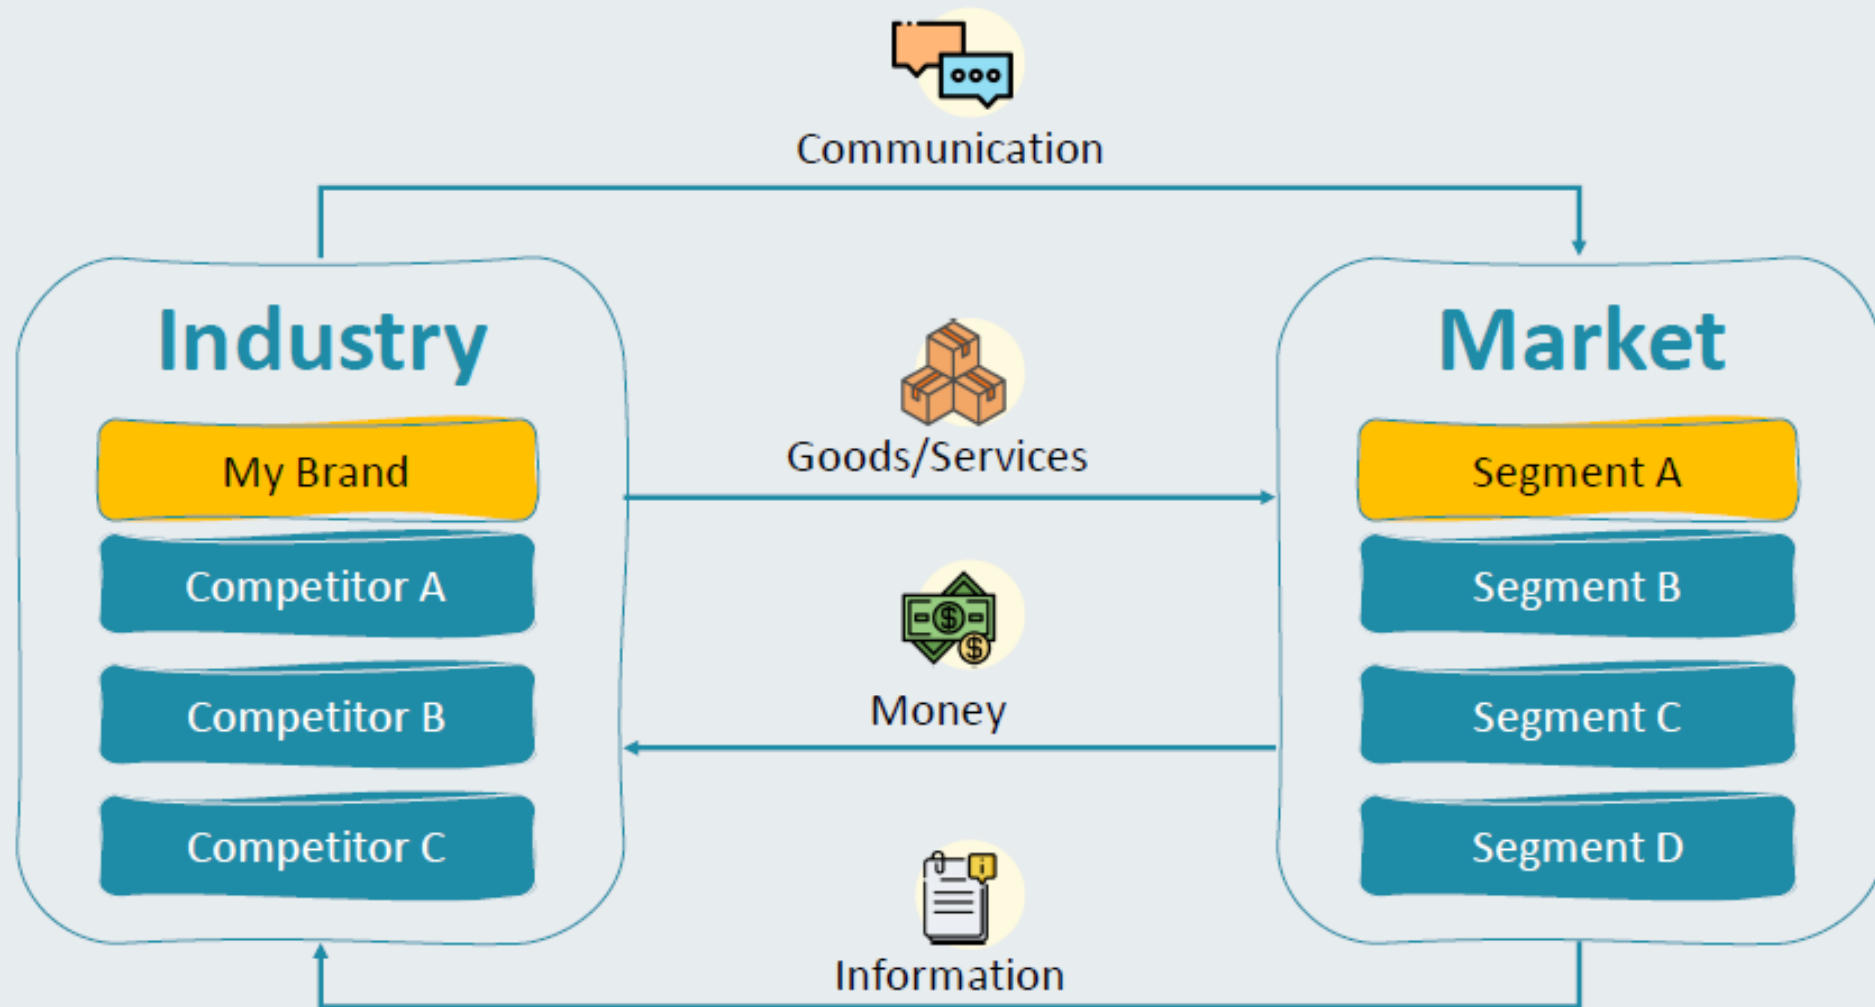 Communication
Industry
My Brand
Competitor A
Competitor B
Competitor C
Goods/Services
Money
Information
Market
Segment A
Segment B
Segment C
Segment D